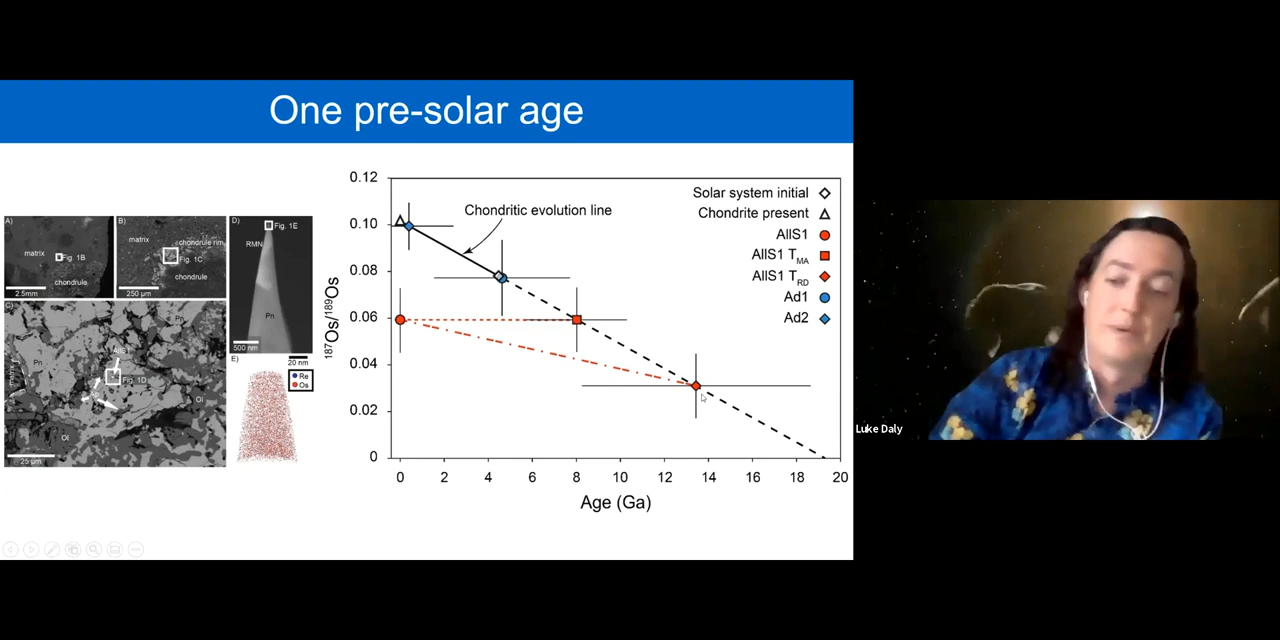 One pre-solar age
A)
matrix
Fig. 1B
chondrule
2.5mm
B)
matrix
chondrule rim
Fig. 1C
chondrule
250 µm
C)
Pn
Pn
matrix
AllS1
Fig. 1D
Ol
Ol
25 µm
D)
Fig. 1E
RMN
Pn
500 nm
E)
20 nm
Re
Os
0.12
0.10
0.08
0.06
0.04
0.02
0
187Os/189Os
Chondritic evolution line
Solar system initial
Chondrite present
AllS1
AllS1 TMA
AllS1 TRD
Ad1
Ad2
0 2 4 6 8 10 12 14 16 18 20
Age (Ga)
Luke Daly